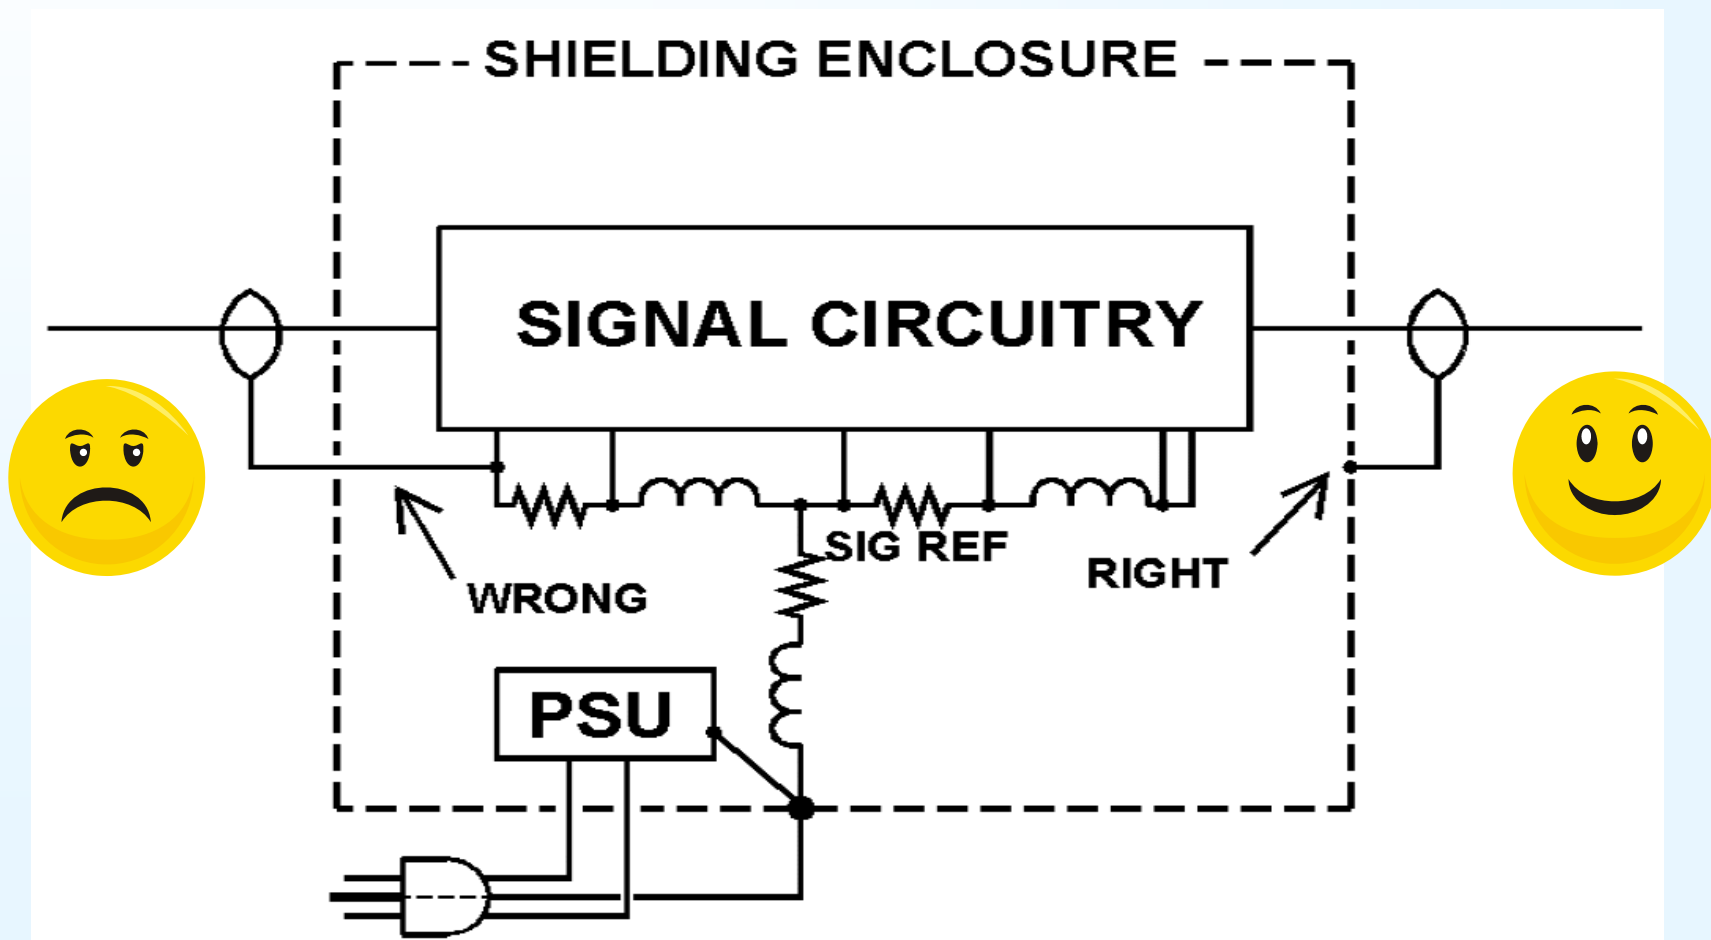 SHIELDING ENCLOSURE
SIGNAL CIRCUITRY
SIG REF
RIGHT
WRONG
PSU